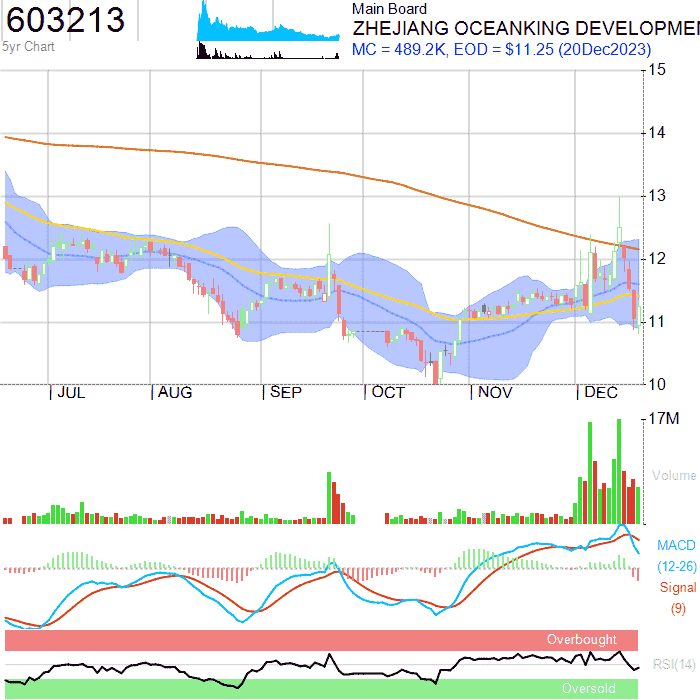 603213
5yr Chart
Main Board
ZHEJIANG OCEANKING DEVELOPME
MC = 489.2K, EOD = $11.25 (20Dec2023)
15
14
13
12
11
10
JUL AUG SEP OCT NOV DEC
17M
Volume
MACD
(12-26)
Signal
(9)
Overbought
RSI(14)
Oversold